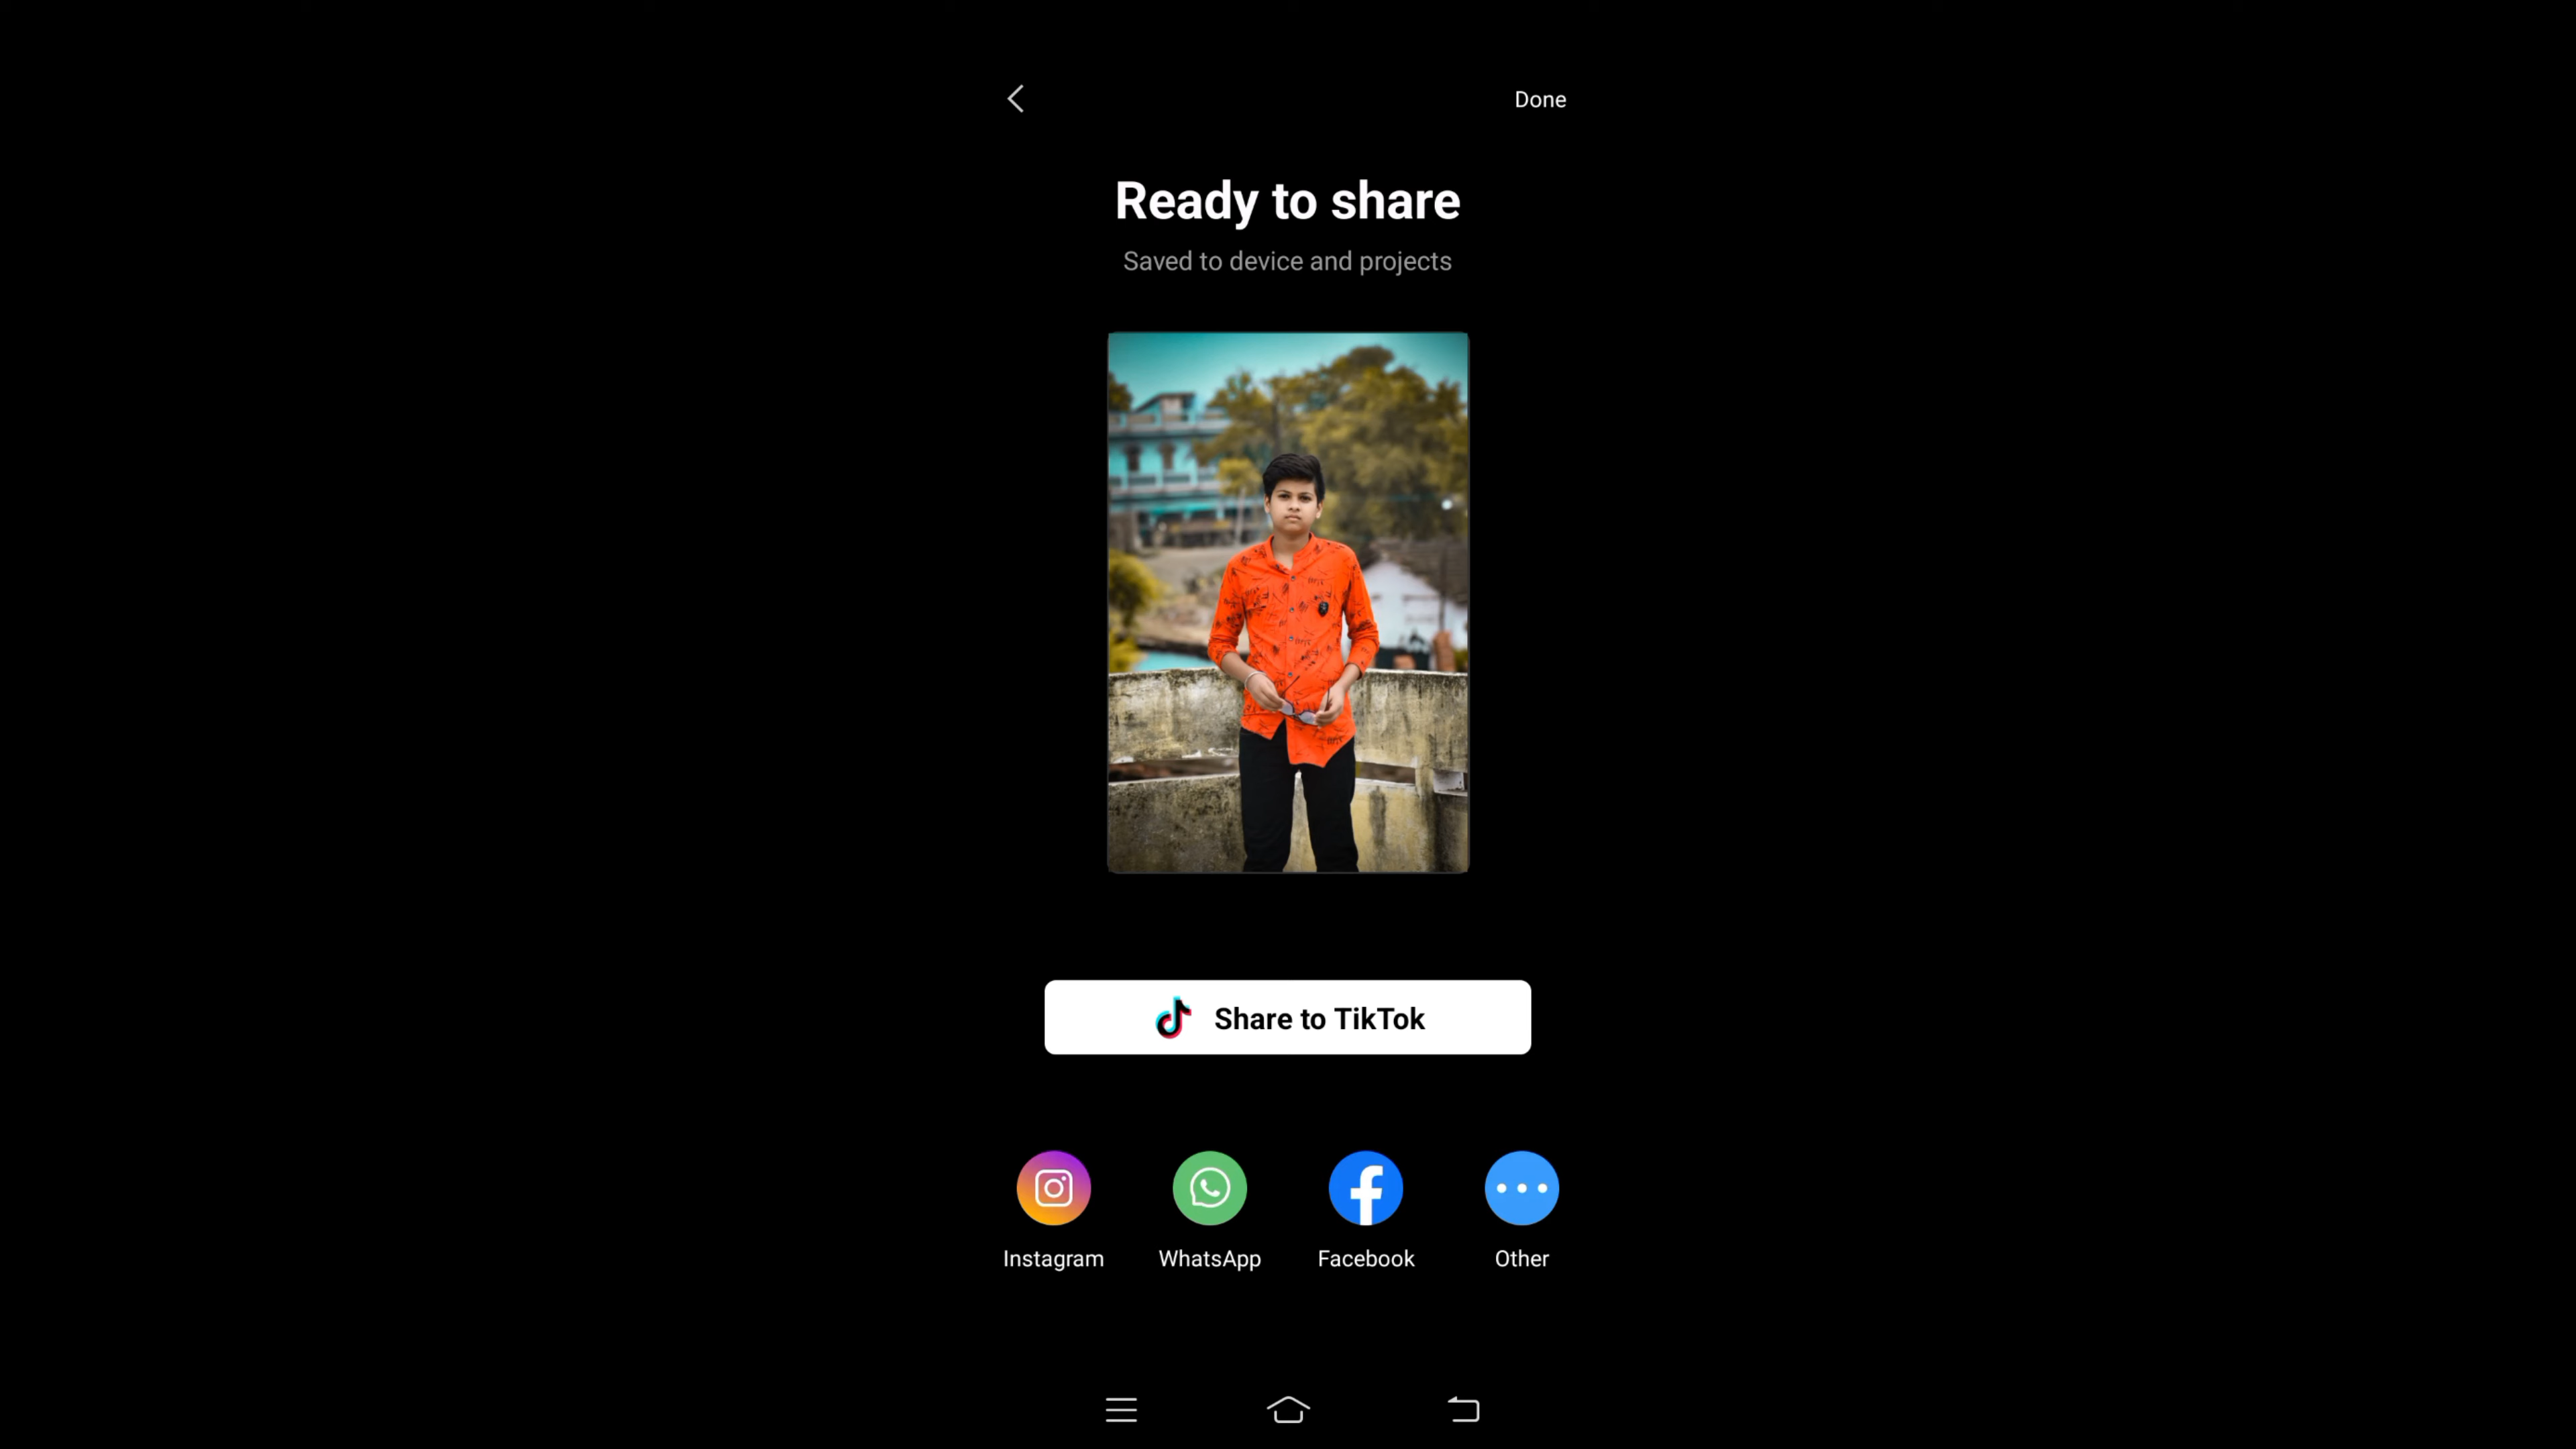 Done
Ready to share
Saved to device and projects
Share to TikTok
Instagram
WhatsApp
Facebook
Other